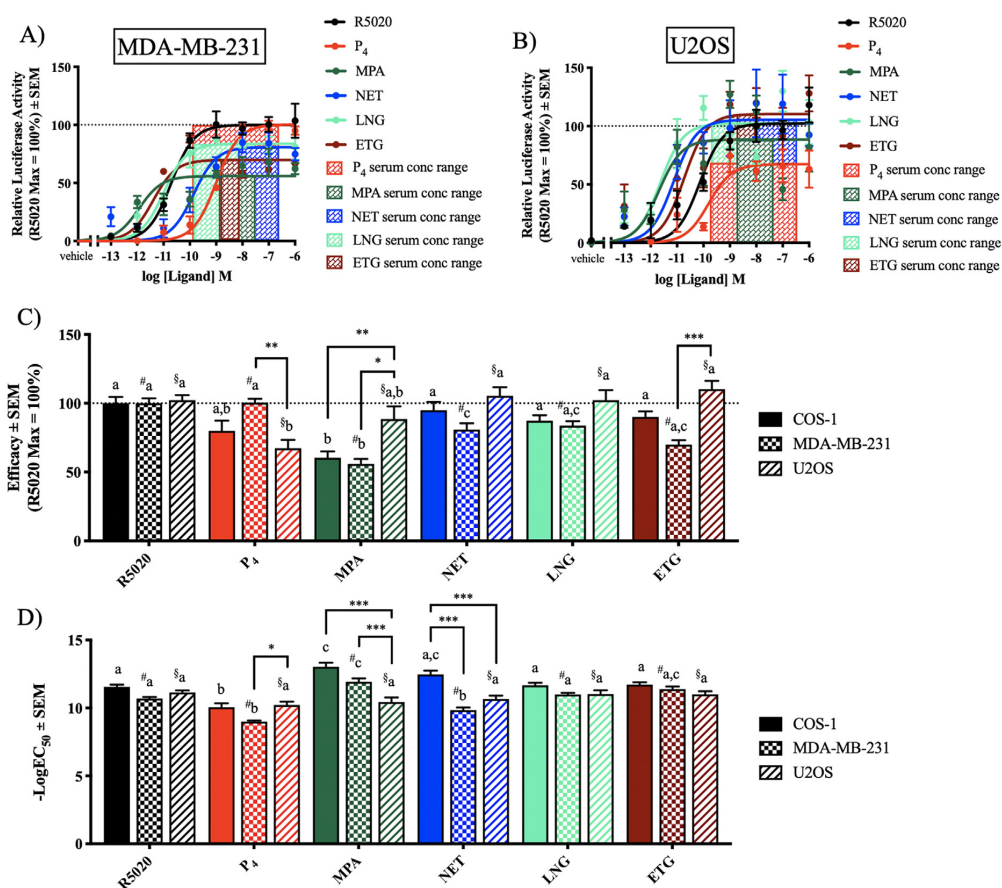 A)
MDA-MB-231
Relative Luciferase Activity
(R5020 Max = 100%) ± SEM
150
100
50
0
vehicle
-13 -12 -11 -10 -9 -8 -7 -6
log [Ligand] M
R5020
P4
MPA
NET
LNG
ETG
P4 serum conc range
MPA serum conc range
NET serum conc range
LNG serum conc range
ETG serum conc range
B)
U2OS
Relative Luciferase Activity
(R5020 Max = 100%) ± SEM
150
100
50
0
vehicle
-13 -12 -11 -10 -9 -8 -7 -6
log [Ligand] M
R5020
P4
MPA
NET
LNG
ETG
P4 serum conc range
MPA serum conc range
NET serum conc range
LNG serum conc range
ETG serum conc range
C)
Efficacy ± SEM
(R5020 Max = 100%)
150
100
50
0
a #a §a
a,b #a §b **
b #b §a,b ** *
a #c §a
a #a,c §a
a #a,c §a ***
R5020 P4 MPA NET LNG ETG
COS-1
MDA-MB-231
U2OS
D)
-LogEC50 ± SEM
15
10
5
0
a #a §a
b #b §a *
c #c §a *** ***
a,c #b §a *** ***
a #a §a
a #a,c §a
R5020 P4 MPA NET LNG ETG
COS-1
MDA-MB-231
U2OS